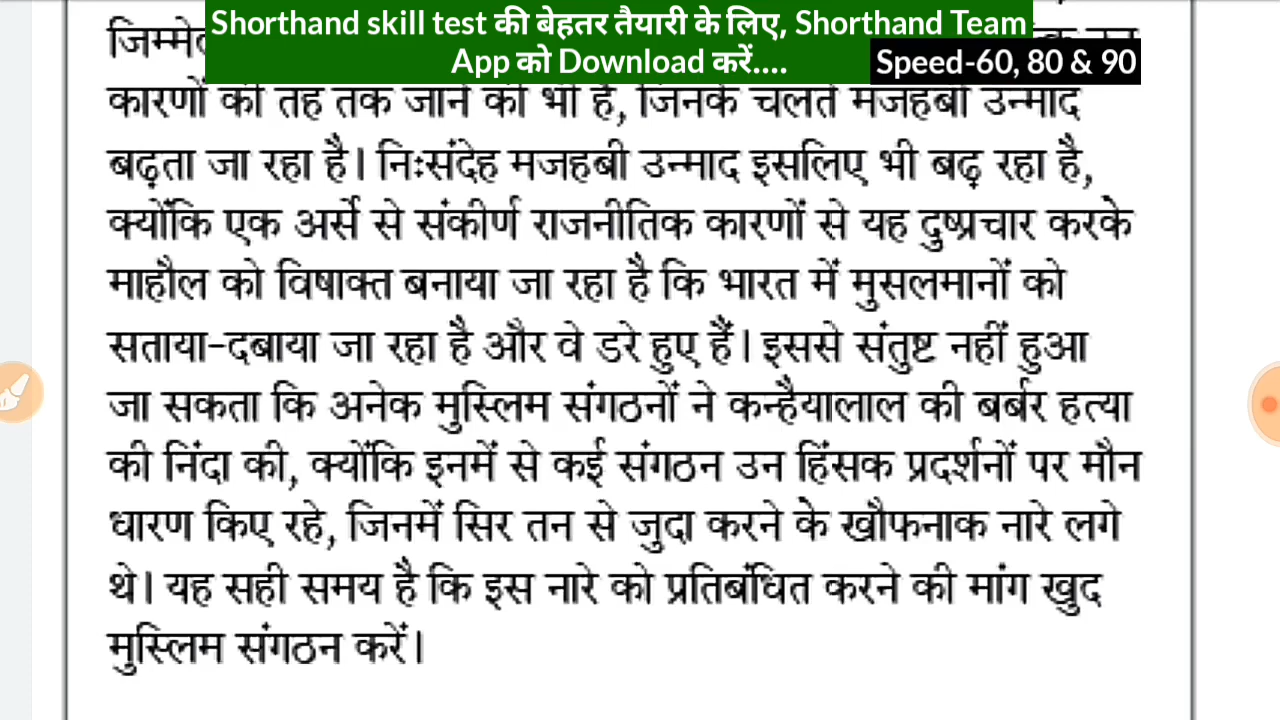 Shorthand skill test की बेहतर तैयारी के लिए, Shorthand Team
App को Download करें....
Speed-60, 80 & 90
कारणों की तह तक जाने की भी है, जिनके चलते मजहबी उन्माद
बढ़ता जा रहा है। निःसंदेह मजहबी उन्माद इसलिए भी बढ़ रहा है,
क्योंकि एक अर्से से संकीर्ण राजनीतिक कारणों से यह दुष्प्रचार करके
माहौल को विषाक्त बनाया जा रहा है कि भारत में मुसलमानों को
सताया-दबाया जा रहा है और वे डरे हुए हैं। इससे संतुष्ट नहीं हुआ
जा सकता कि अनेक मुस्लिम संगठनों ने कन्हैयालाल की बर्बर हत्या
की निंदा की, क्योंकि इनमें से कई संगठन उन हिंसक प्रदर्शनों पर मौन
धारण किए रहे, जिनमें सिर तन से जुदा करने के खौफनाक नारे लगे
थे। यह सही समय है कि इस नारे को प्रतिबंधित करने की मांग खुद
मुस्लिम संगठन करें।